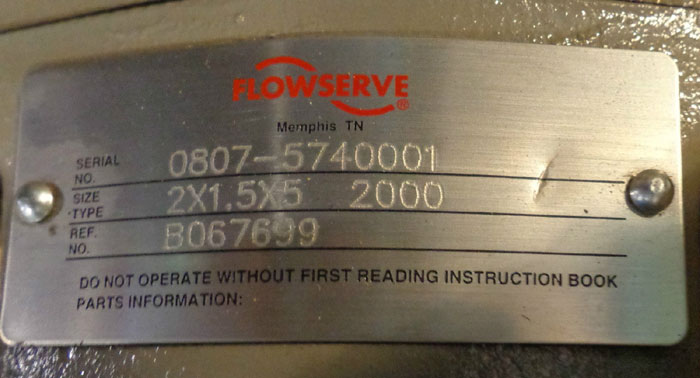 FLOWSERVE®
Memphis TN
SERIAL NO. 0807-5740001
SIZE TYPE 2X1.5X5 2000
REF. NO. B067699
DO NOT OPERATE WITHOUT FIRST READING INSTRUCTION BOOK
PARTS INFORMATION: